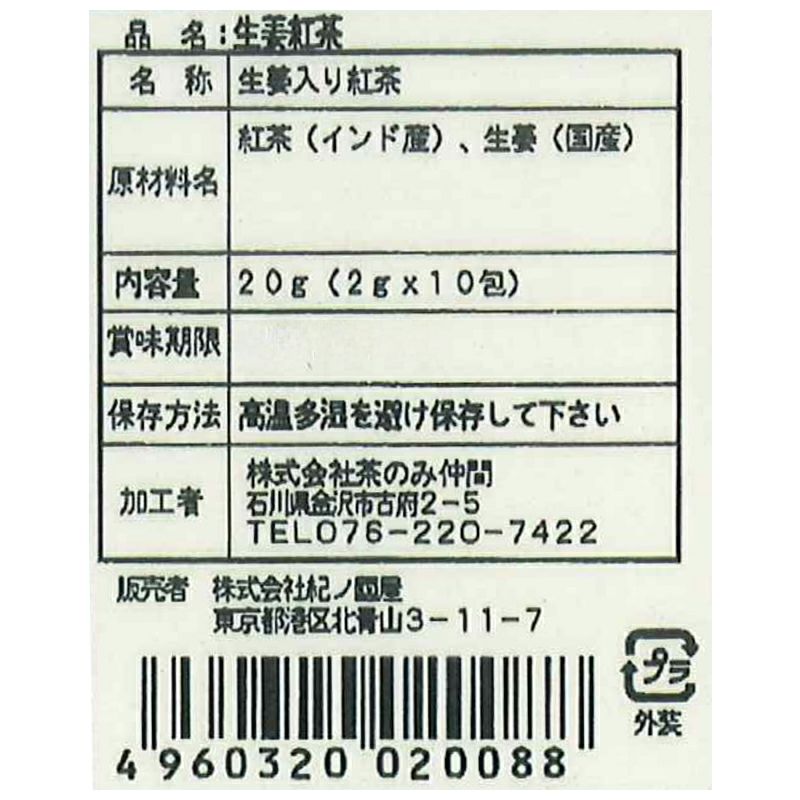 品 名：生姜紅茶
名 称 生姜入り紅茶
原材料名 紅茶（インド産）、生姜（国産）
内容量 20g（2g×10包）
賞味期限
保存方法 高温多湿を避け保存して下さい
加工者 株式会社茶のみ仲間
石川県金沢市古府2-5
TEL076-220-7422
販売者 株式会社紀ノ國屋
東京都港区北青山3-11-7
プラ
外装
4 960320 020088